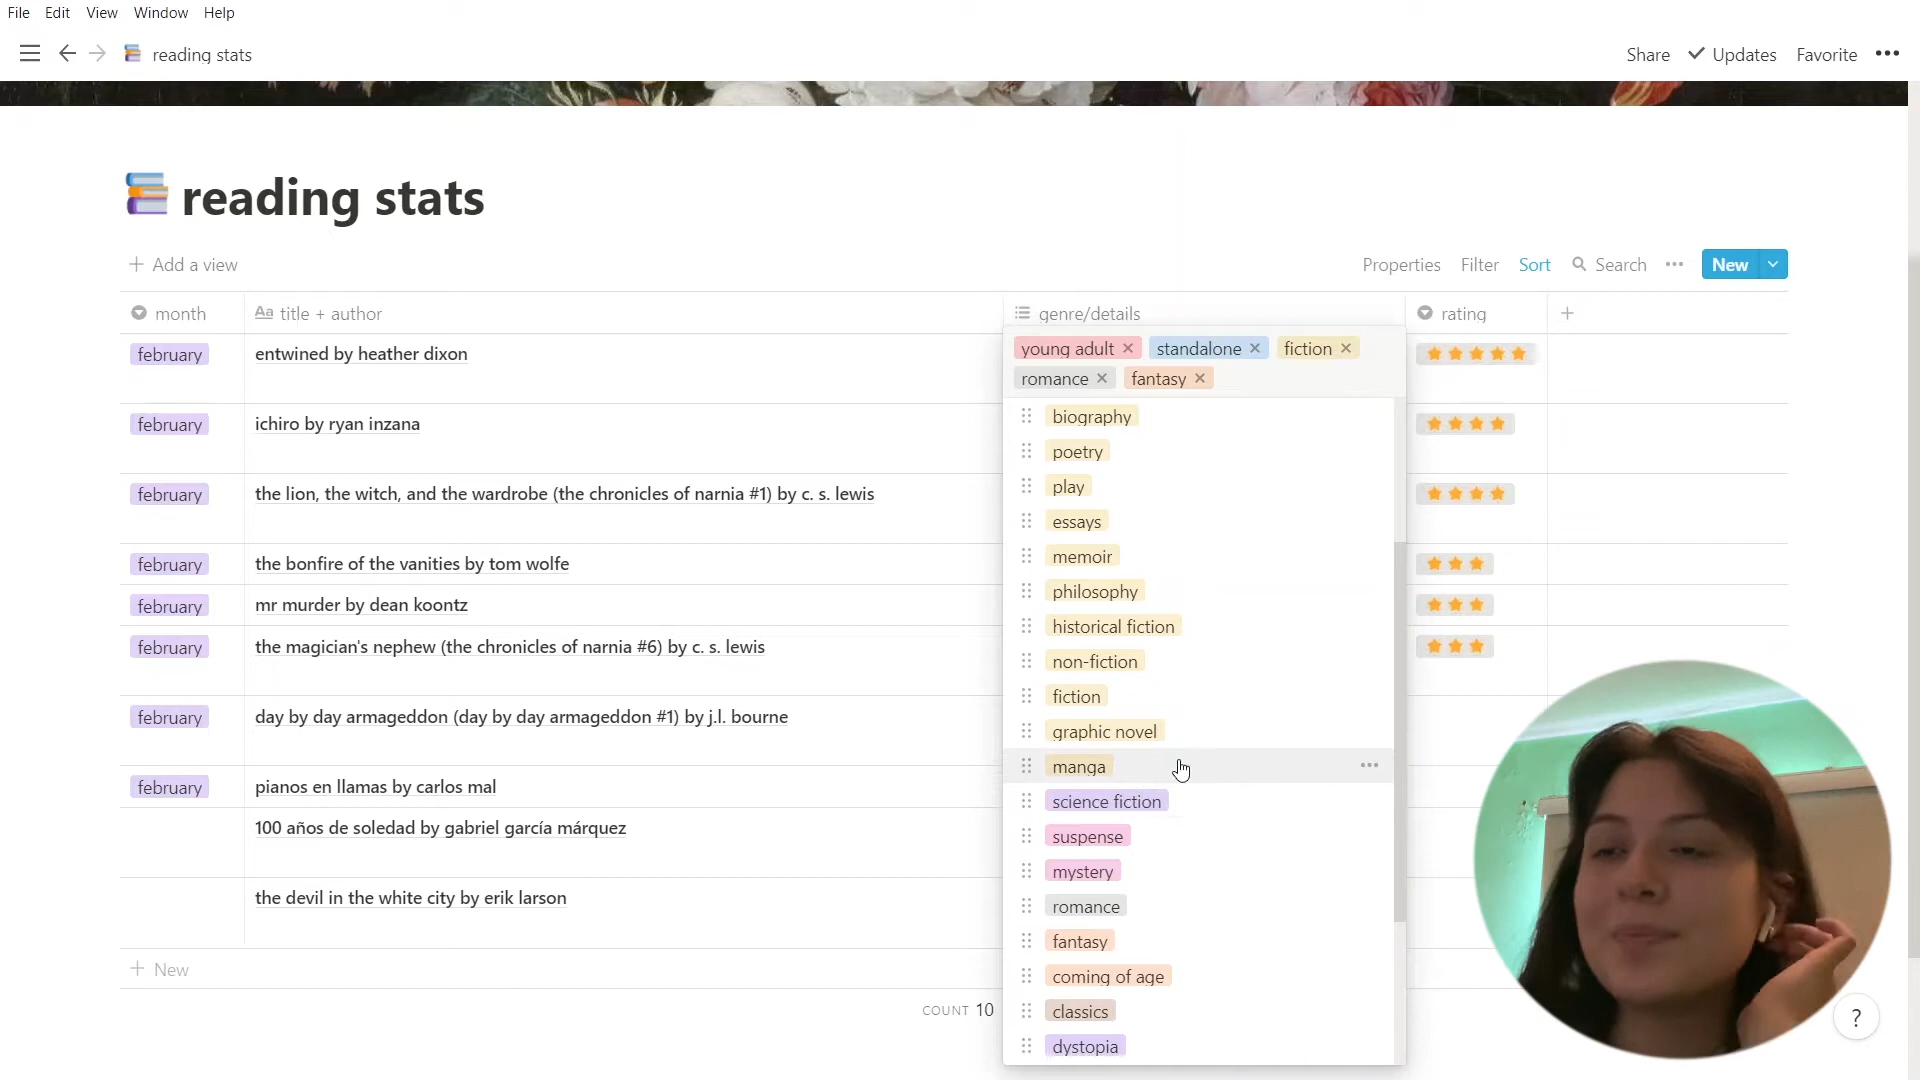 File Edit View Window Help
reading stats
Share Updates Favorite •••
reading stats
+ Add a view
Properties Filter Sort Search ••• New
month
Aa title + author
genre/details
rating
+
february
entwined by heather dixon
young adult × standalone × fiction ×
romance × fantasy ×
february
ichiro by ryan inzana
february
the lion, the witch, and the wardrobe (the chronicles of narnia #1) by c. s. lewis
february
the bonfire of the vanities by tom wolfe
february
mr murder by dean koontz
february
the magician's nephew (the chronicles of narnia #6) by c. s. lewis
february
day by day armageddon (day by day armageddon #1) by j.l. bourne
february
pianos en llamas by carlos mal
100 años de soledad by gabriel garcía márquez
the devil in the white city by erik larson
+ New
COUNT 10
biography
poetry
play
essays
memoir
philosophy
historical fiction
non-fiction
fiction
graphic novel
manga •••
science fiction
suspense
mystery
romance
fantasy
coming of age
classics
dystopia
?